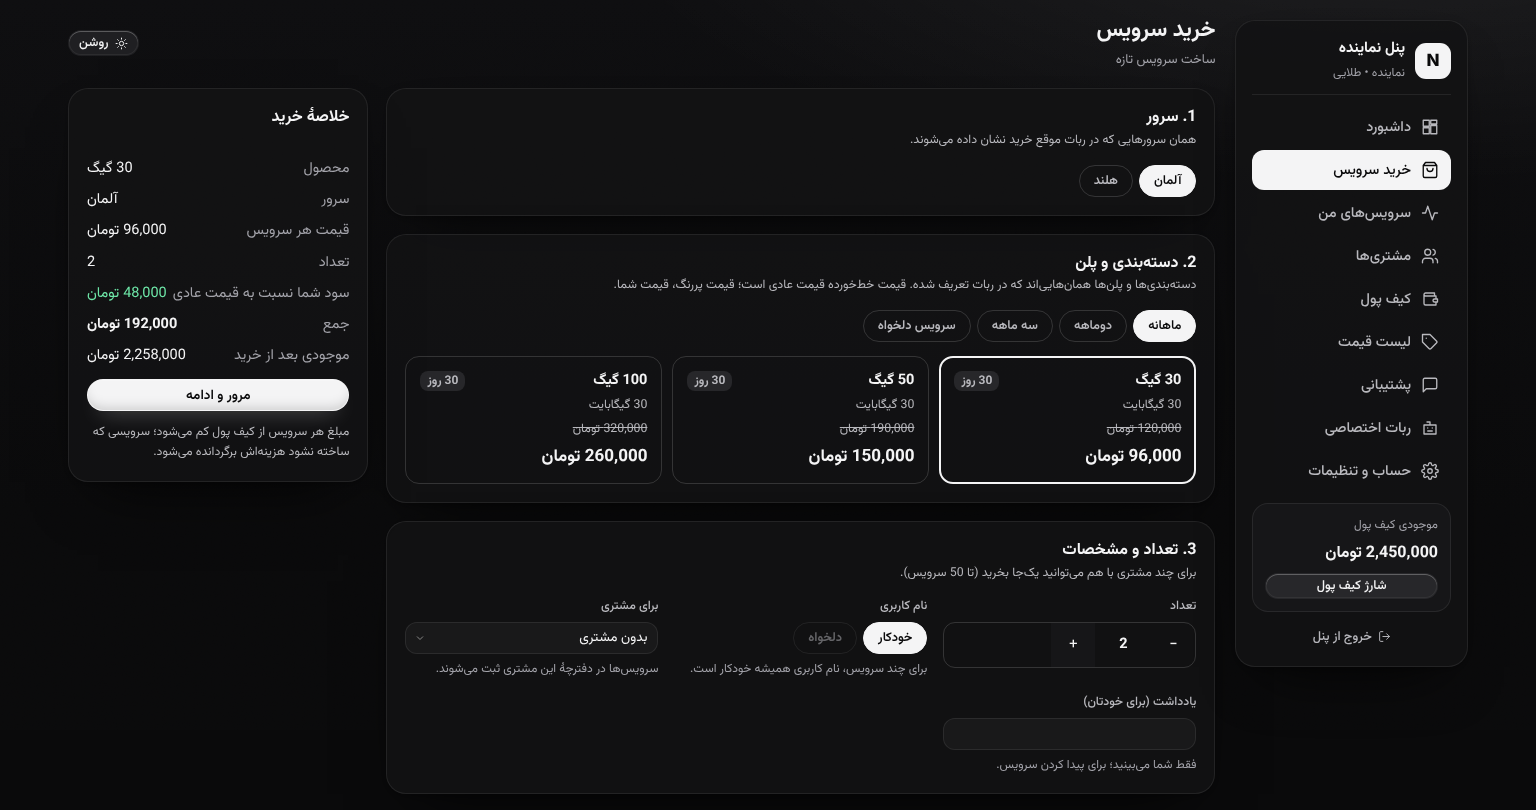 N
پنل نماینده
نماینده • طلایی
داشبورد
خرید سرویس
سرویس‌های من
مشتری‌ها
کیف پول
لیست قیمت
پشتیبانی
ربات اختصاصی
حساب و تنظیمات
موجودی کیف پول
2,450,000 تومان
شارژ کیف پول
خروج از پنل
خرید سرویس
ساخت سرویس تازه
روشن
1. سرور
همان سرورهایی که در ربات موقع خرید نشان داده می‌شوند.
آلمان
هلند
2. دسته‌بندی و پلن
دسته‌بندی‌ها و پلن‌ها همان‌هایی‌اند که در ربات تعریف شده. قیمت خط‌خورده قیمت عادی است؛ قیمت پررنگ، قیمت شما.
ماهانه
دوماهه
سه ماهه
سرویس دلخواه
30 گیگ
30 روز
30 گیگابایت
120,000 تومان
96,000 تومان
50 گیگ
30 روز
30 گیگابایت
190,000 تومان
150,000 تومان
100 گیگ
30 روز
30 گیگابایت
320,000 تومان
260,000 تومان
3. تعداد و مشخصات
برای چند مشتری با هم می‌توانید یک‌جا بخرید (تا 50 سرویس).
تعداد
− 2 +
نام کاربری
خودکار
دلخواه
برای چند سرویس، نام کاربری همیشه خودکار است.
برای مشتری
بدون مشتری
سرویس‌ها در دفترچهٔ این مشتری ثبت می‌شوند.
یادداشت (برای خودتان)
فقط شما می‌بینید؛ برای پیدا کردن سرویس.
خلاصهٔ خرید
محصول 30 گیگ
سرور آلمان
قیمت هر سرویس 96,000 تومان
تعداد 2
سود شما نسبت به قیمت عادی 48,000 تومان
جمع 192,000 تومان
موجودی بعد از خرید 2,258,000 تومان
مرور و ادامه
مبلغ هر سرویس از کیف پول کم می‌شود؛ سرویسی که
ساخته نشود هزینه‌اش برگردانده می‌شود.